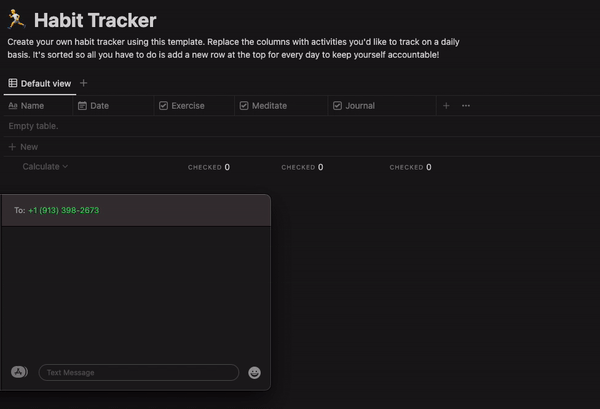 Habit Tracker
Create your own habit tracker using this template. Replace the columns with activities you'd like to track on a daily
basis. It's sorted so all you have to do is add a new row at the top for every day to keep yourself accountable!
Default view
Aa Name Date Exercise Meditate Journal
Empty table.
+ New
Calculate CHECKED 0 CHECKED 0 CHECKED 0
To: +1 (913) 398-2673
Text Message